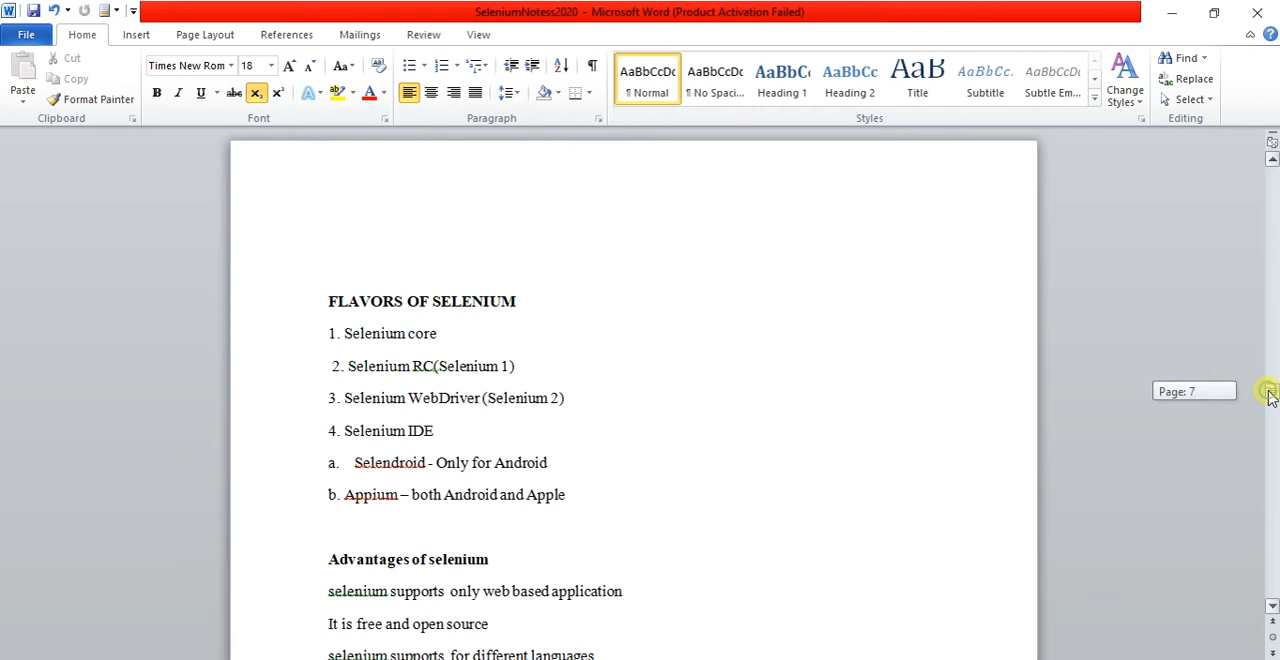 SeleniumNotess2020 - Microsoft Word (Product Activation Failed)
File Home Insert Page Layout References Mailings Review View
Paste
Cut
Copy
Format Painter
Clipboard
Times New Rom 18
Font
Paragraph
AaBbCcDc AaBbCcDc AaBbCc AaBbCc AaB AaBbCc. AaBbCcDc
¶ Normal ¶ No Spaci... Heading 1 Heading 2 Title Subtitle Subtle Em...
Change
Styles
Styles
Find
Replace
Select
Editing
FLAVORS OF SELENIUM
1. Selenium core
2. Selenium RC(Selenium 1)
3. Selenium WebDriver (Selenium 2)
4. Selenium IDE
a. Selendroid - Only for Android
b. Appium – both Android and Apple
Page: 7
Advantages of selenium
selenium supports only web based application
It is free and open source
selenium supports for different languages